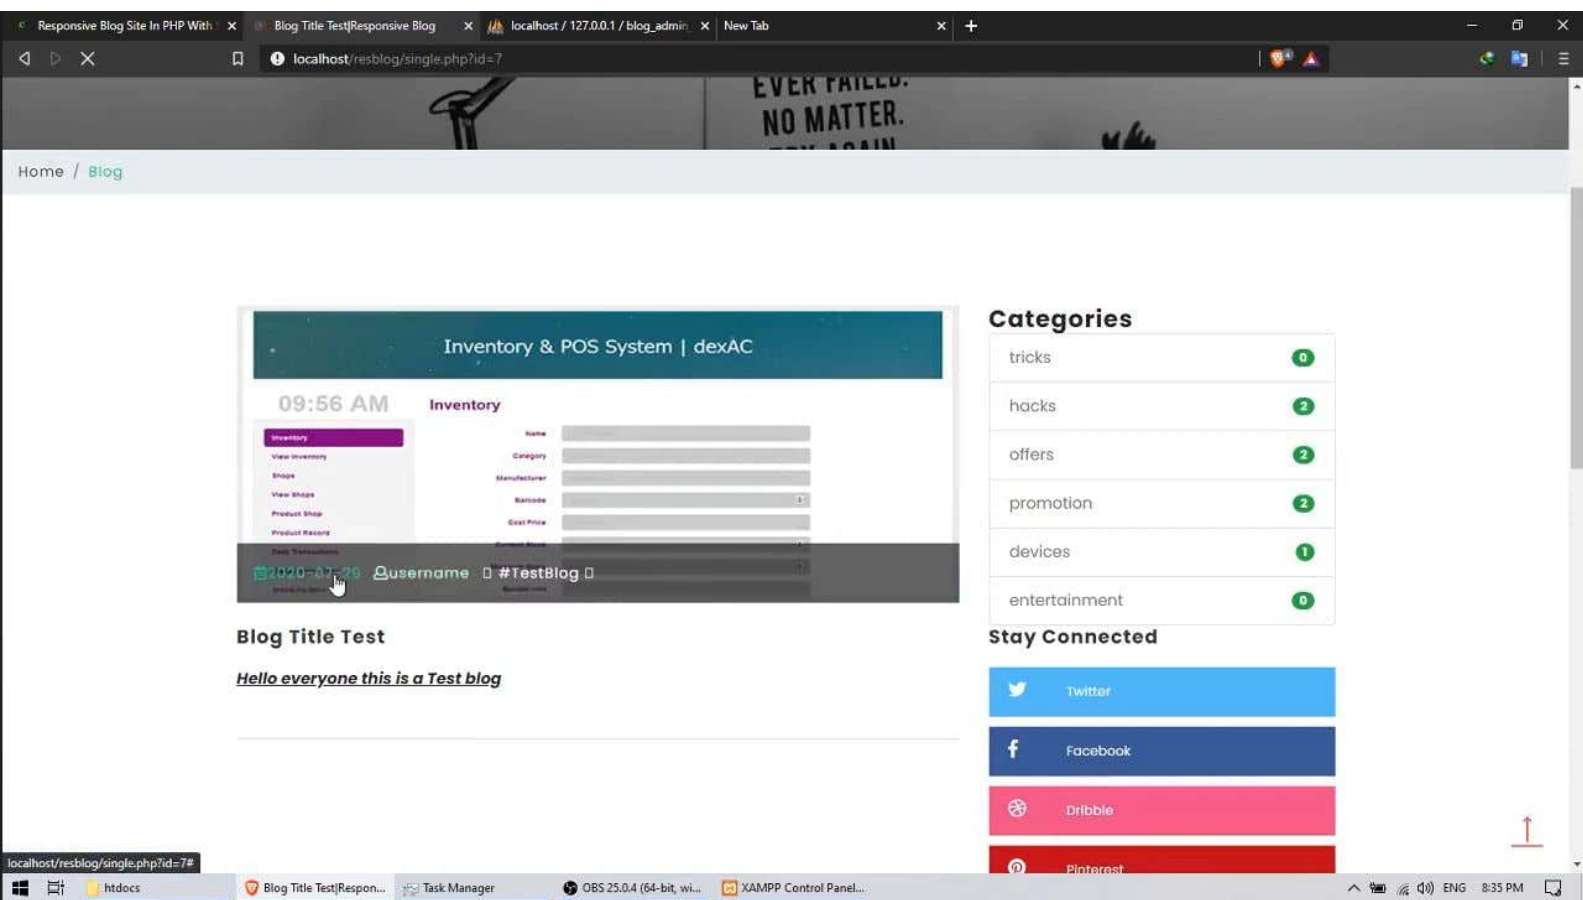 Responsive Blog Site In PHP With
Blog Title Test|Responsive Blog
localhost / 127.0.0.1 / blog_admin
New Tab
localhost/resblog/single.php?id=7
EVER FAILED.
NO MATTER.
TRY AGAIN
Home / Blog
Inventory & POS System | dexAC
09:56 AM
Inventory
Inventory
View Inventory
Shops
View Shops
Product Shop
Product Record
Name
Category
Manufacturer
Barcode
Cost Price
2020-07-29 username #TestBlog
Blog Title Test
Hello everyone this is a Test blog
Categories
tricks 0
hacks 2
offers 2
promotion 2
devices 1
entertainment 0
Stay Connected
Twitter
Facebook
Dribble
Pinterest
localhost/resblog/single.php?id=7#
htdocs
Blog Title Test|Respon...
Task Manager
OBS 25.0.4 (64-bit, wi...
XAMPP Control Panel...
ENG 8:35 PM